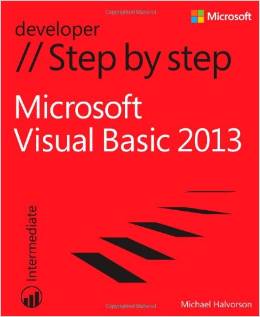 Microsoft
developer
// Step by step
Microsoft
Visual Basic 2013
Intermediate
Michael Halvorson